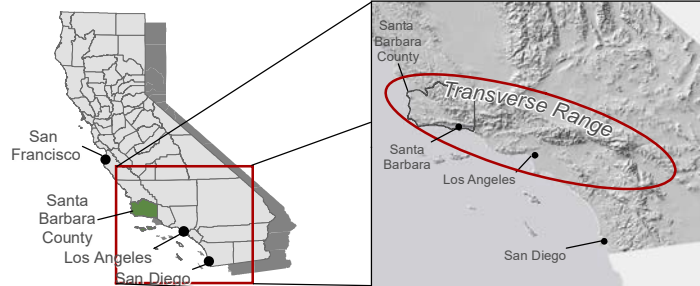 San
Francisco
Santa
Barbara
County
Los Angeles
San Diego
Santa
Barbara
County
Transverse Range
Santa
Barbara
Los Angeles
San Diego